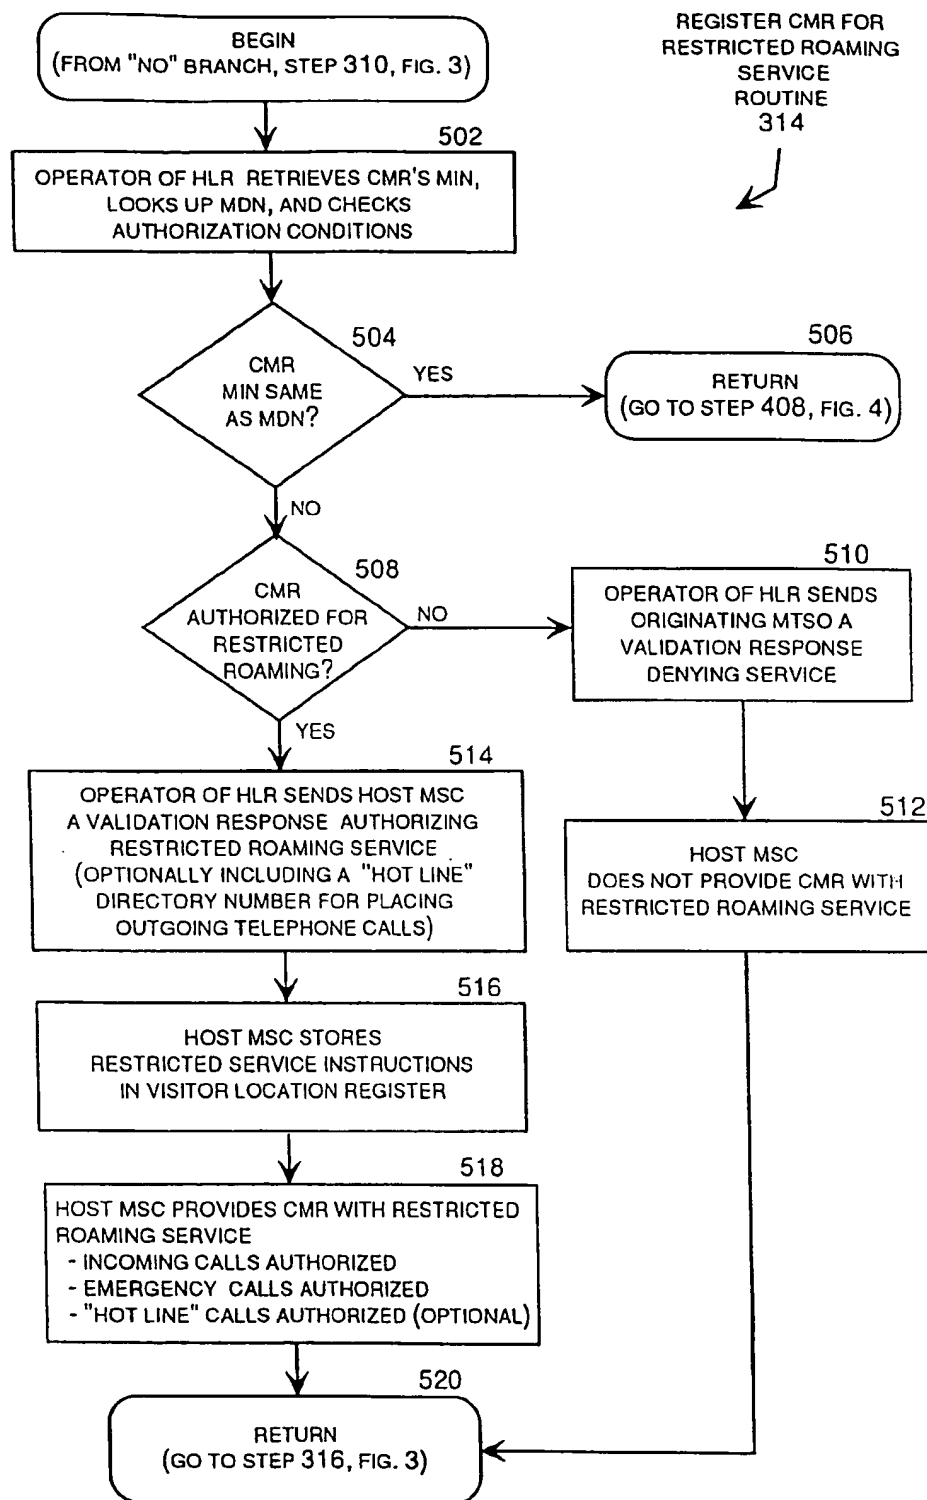 BEGIN
(FROM "NO" BRANCH, STEP 310, FIG. 3)
REGISTER CMR FOR
RESTRICTED ROAMING
SERVICE
ROUTINE
314
502
OPERATOR OF HLR RETRIEVES CMR'S MIN,
LOOKS UP MDN, AND CHECKS
AUTHORIZATION CONDITIONS
504
CMR
MIN SAME
AS MDN?
YES
506
RETURN
(GO TO STEP 408, FIG. 4)
NO
508
CMR
AUTHORIZED FOR
RESTRICTED
ROAMING?
NO
510
OPERATOR OF HLR SENDS
ORIGINATING MTSO A
VALIDATION RESPONSE
DENYING SERVICE
YES
514
OPERATOR OF HLR SENDS HOST MSC
A VALIDATION RESPONSE AUTHORIZING
RESTRICTED ROAMING SERVICE
(OPTIONALLY INCLUDING A "HOT LINE"
DIRECTORY NUMBER FOR PLACING
OUTGOING TELEPHONE CALLS)
512
HOST MSC
DOES NOT PROVIDE CMR WITH
RESTRICTED ROAMING SERVICE
516
HOST MSC STORES
RESTRICTED SERVICE INSTRUCTIONS
IN VISITOR LOCATION REGISTER
518
HOST MSC PROVIDES CMR WITH RESTRICTED
ROAMING SERVICE
- INCOMING CALLS AUTHORIZED
- EMERGENCY CALLS AUTHORIZED
- "HOT LINE" CALLS AUTHORIZED (OPTIONAL)
520
RETURN
(GO TO STEP 316, FIG. 3)